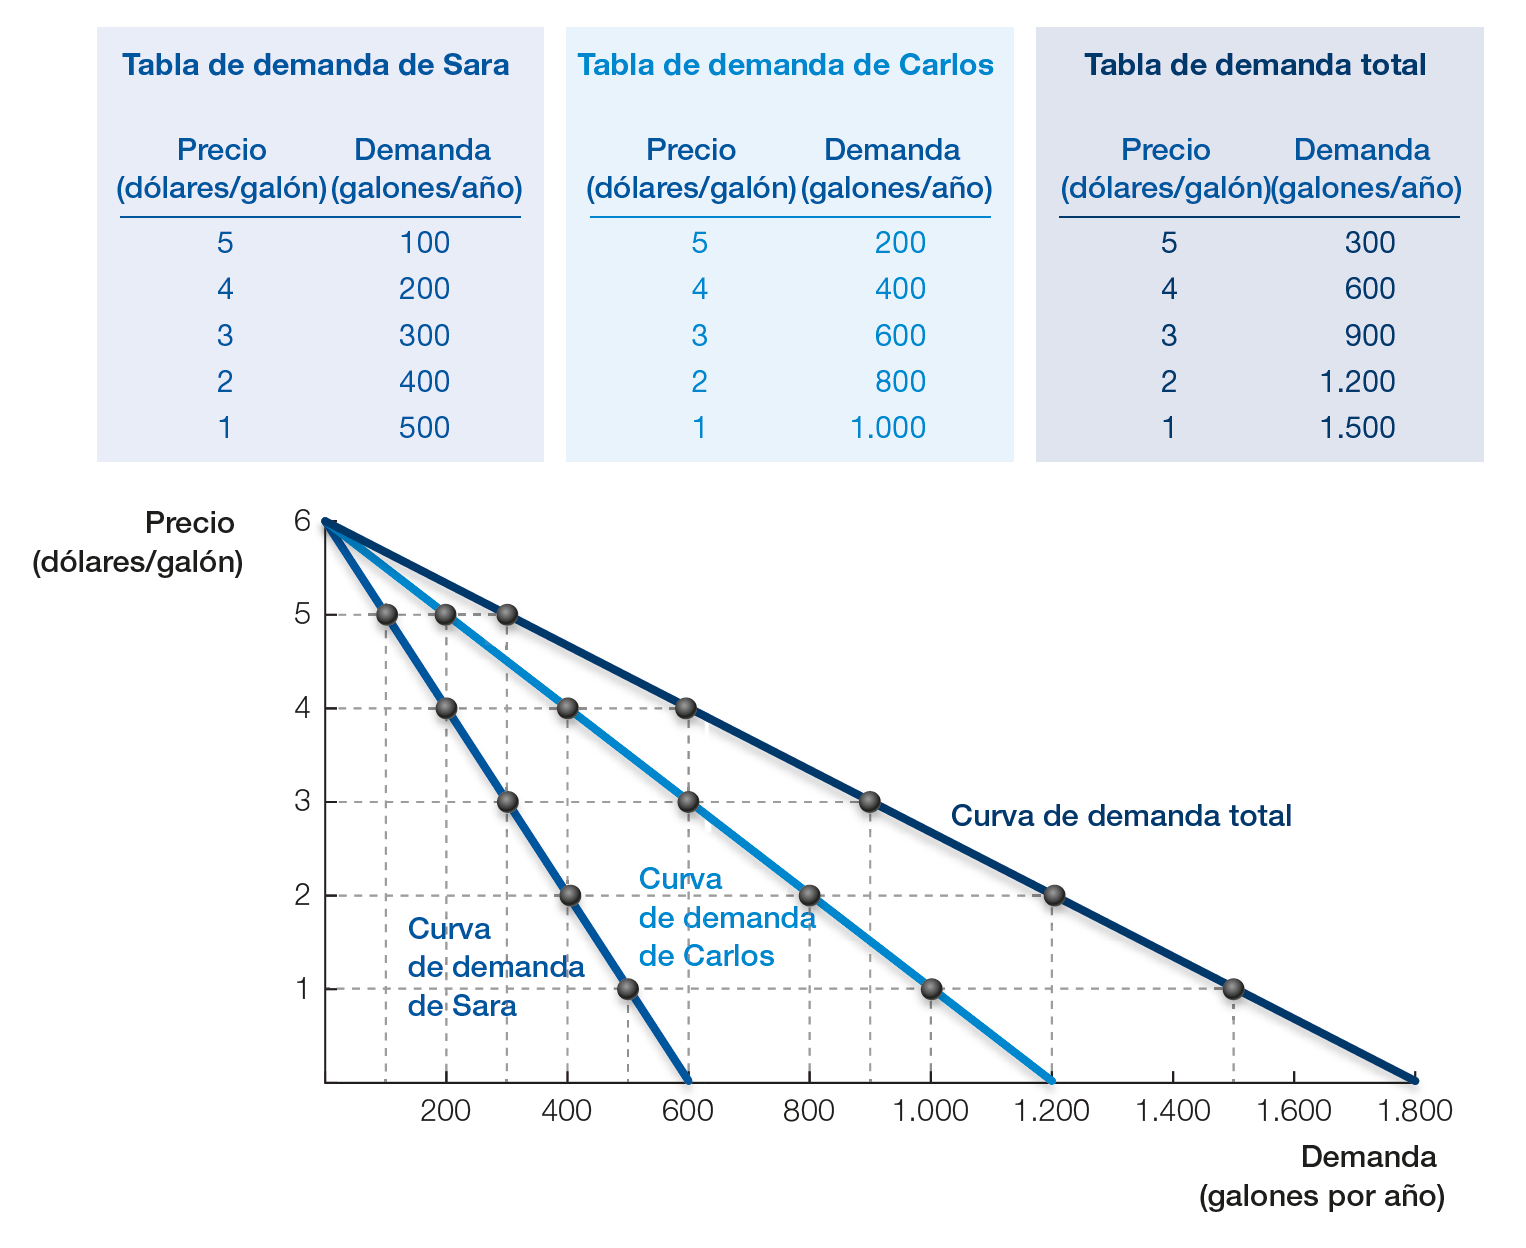 Tabla de demanda de Sara
Precio Demanda
(dólares/galón) (galones/año)
5 100
4 200
3 300
2 400
1 500
Tabla de demanda de Carlos
Precio Demanda
(dólares/galón) (galones/año)
5 200
4 400
3 600
2 800
1 1.000
Tabla de demanda total
Precio Demanda
(dólares/galón) (galones/año)
5 300
4 600
3 900
2 1.200
1 1.500
Precio
(dólares/galón)
6
5
4
3
2
1
Curva de demanda total
Curva
de demanda
de Carlos
Curva
de demanda
de Sara
200 400 600 800 1.000 1.200 1.400 1.600 1.800
Demanda
(galones por año)